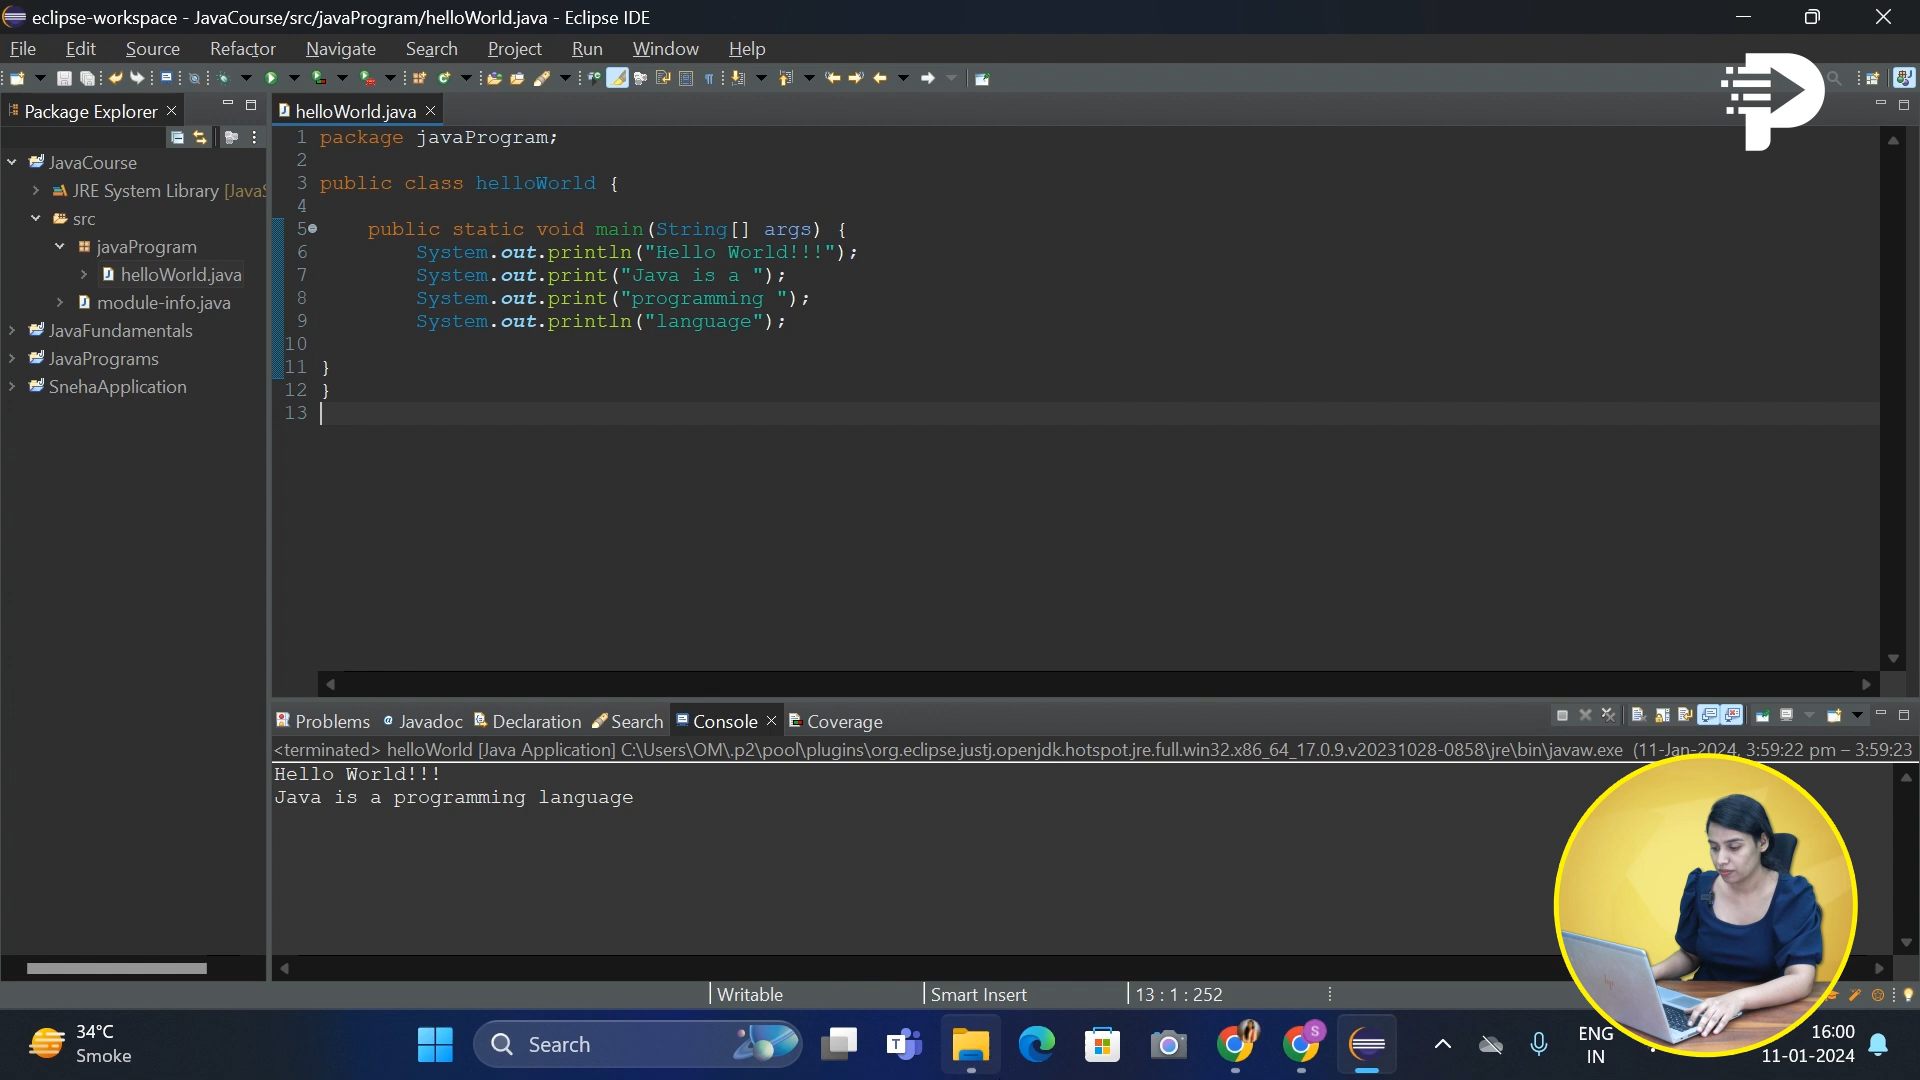 eclipse-workspace - JavaCourse/src/javaProgram/helloWorld.java - Eclipse IDE
File Edit Source Refactor Navigate Search Project Run Window Help
Package Explorer
helloWorld.java
JavaCourse
JRE System Library [JavaS
src
javaProgram
helloWorld.java
module-info.java
JavaFundamentals
JavaPrograms
SnehaApplication
1 package javaProgram;
2
3 public class helloWorld {
4
5 public static void main(String[] args) {
6 System.out.println("Hello World!!!");
7 System.out.print("Java is a ");
8 System.out.print("programming ");
9 System.out.println("language");
10
11 }
12 }
13
Problems Javadoc Declaration Search Console Coverage
<terminated> helloWorld [Java Application] C:\Users\OM\.p2\pool\plugins\org.eclipse.justj.openjdk.hotspot.jre.full.win32.x86_64_17.0.9.v20231028-0858\jre\bin\javaw.exe (11-Jan-2024, 3:59:22 pm – 3:59:23
Hello World!!!
Java is a programming language
Writable Smart Insert 13 : 1 : 252
34°C
Smoke
Search
ENG
IN
16:00
11-01-2024